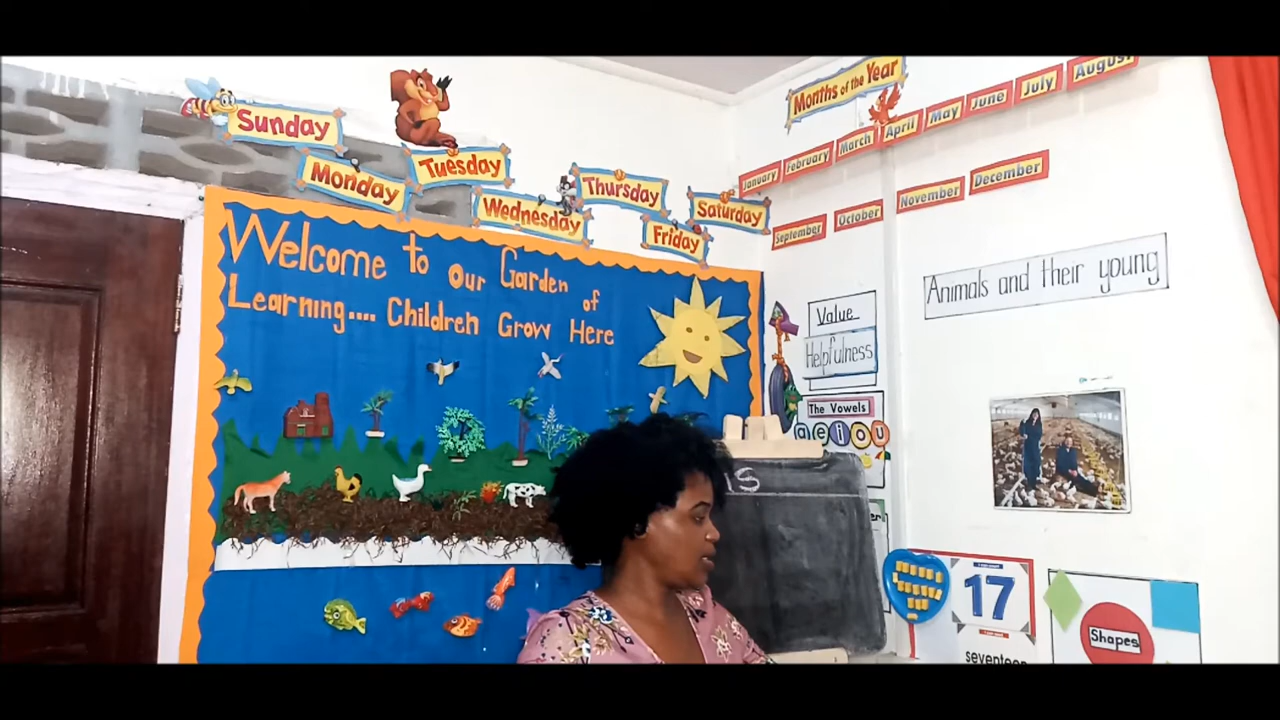 Sunday
Monday
Tuesday
Wednesday
Thursday
Friday
Saturday
Months of the Year
January
February
March
April
May
June
July
August
September
October
November
December
Welcome to Our Garden of
Learning.... Children Grow Here
Value
Helpfulness
The Vowels
a e i o u
Animals and their young
17
seventeen
Shapes